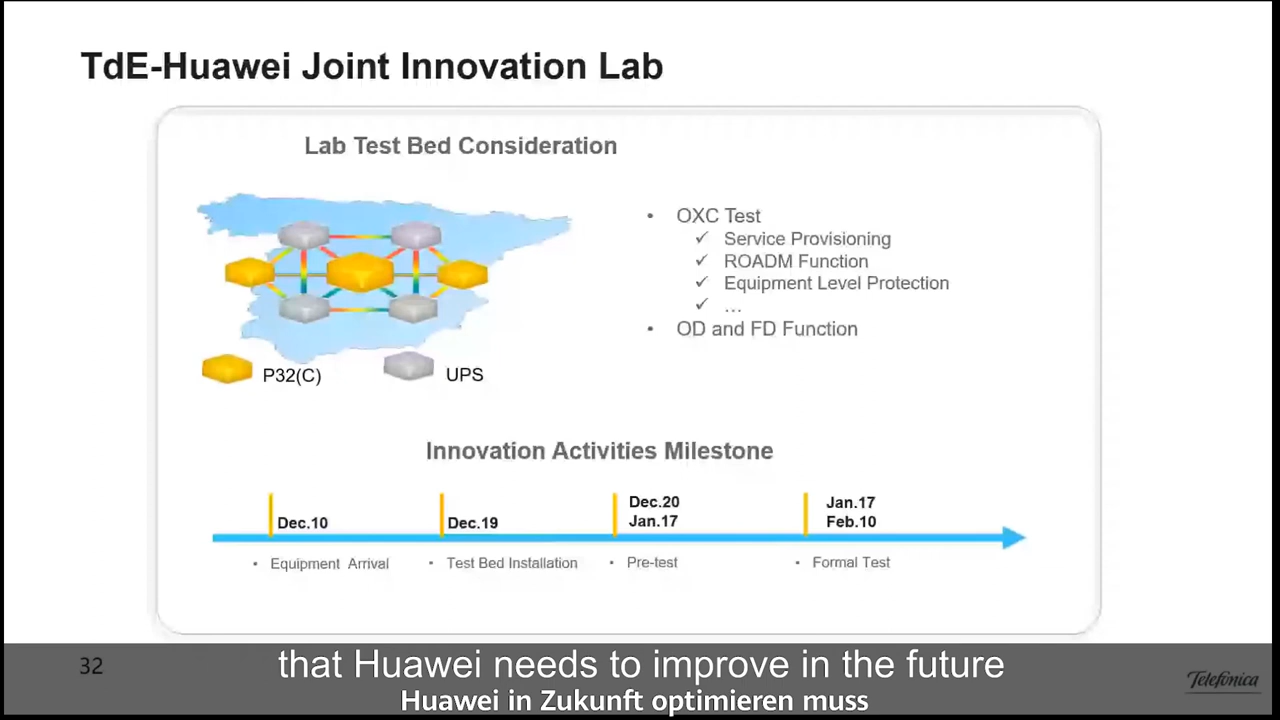 TdE-Huawei Joint Innovation Lab
Lab Test Bed Consideration
P32(C)
UPS
• OXC Test
✓ Service Provisioning
✓ ROADM Function
✓ Equipment Level Protection
✓ ...
• OD and FD Function
Innovation Activities Milestone
Dec.10
• Equipment Arrival
Dec.19
• Test Bed Installation
Dec.20
Jan.17
• Pre-test
Jan.17
Feb.10
• Formal Test
32
that Huawei needs to improve in the future
Huawei in Zukunft optimieren muss
Telefónica